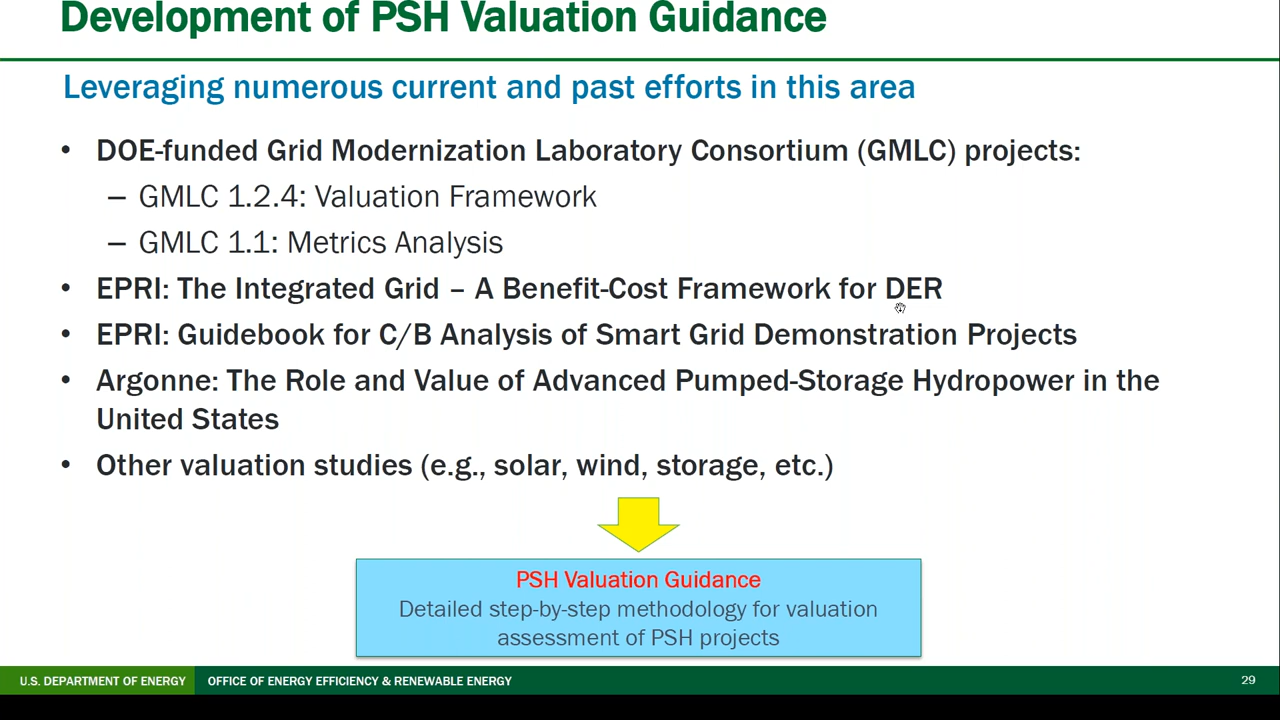 Development of PSH Valuation Guidance
Leveraging numerous current and past efforts in this area
• DOE-funded Grid Modernization Laboratory Consortium (GMLC) projects:
– GMLC 1.2.4: Valuation Framework
– GMLC 1.1: Metrics Analysis
• EPRI: The Integrated Grid – A Benefit-Cost Framework for DER
• EPRI: Guidebook for C/B Analysis of Smart Grid Demonstration Projects
• Argonne: The Role and Value of Advanced Pumped-Storage Hydropower in the
United States
• Other valuation studies (e.g., solar, wind, storage, etc.)
PSH Valuation Guidance
Detailed step-by-step methodology for valuation
assessment of PSH projects
U.S. DEPARTMENT OF ENERGY OFFICE OF ENERGY EFFICIENCY & RENEWABLE ENERGY 29